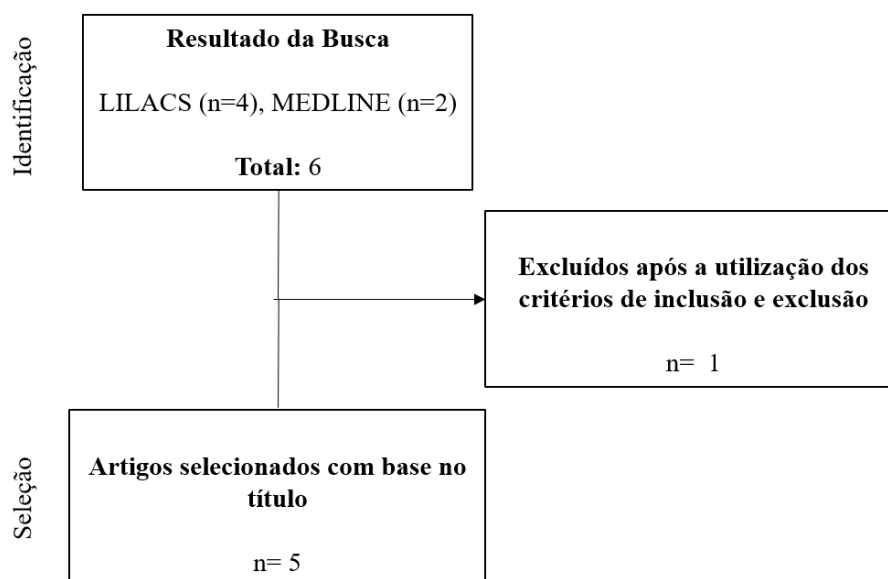 Identificação
Resultado da Busca
LILACS (n=4), MEDLINE (n=2)
Total: 6
Excluídos após a utilização dos
critérios de inclusão e exclusão
n= 1
Seleção
Artigos selecionados com base no
título
n= 5